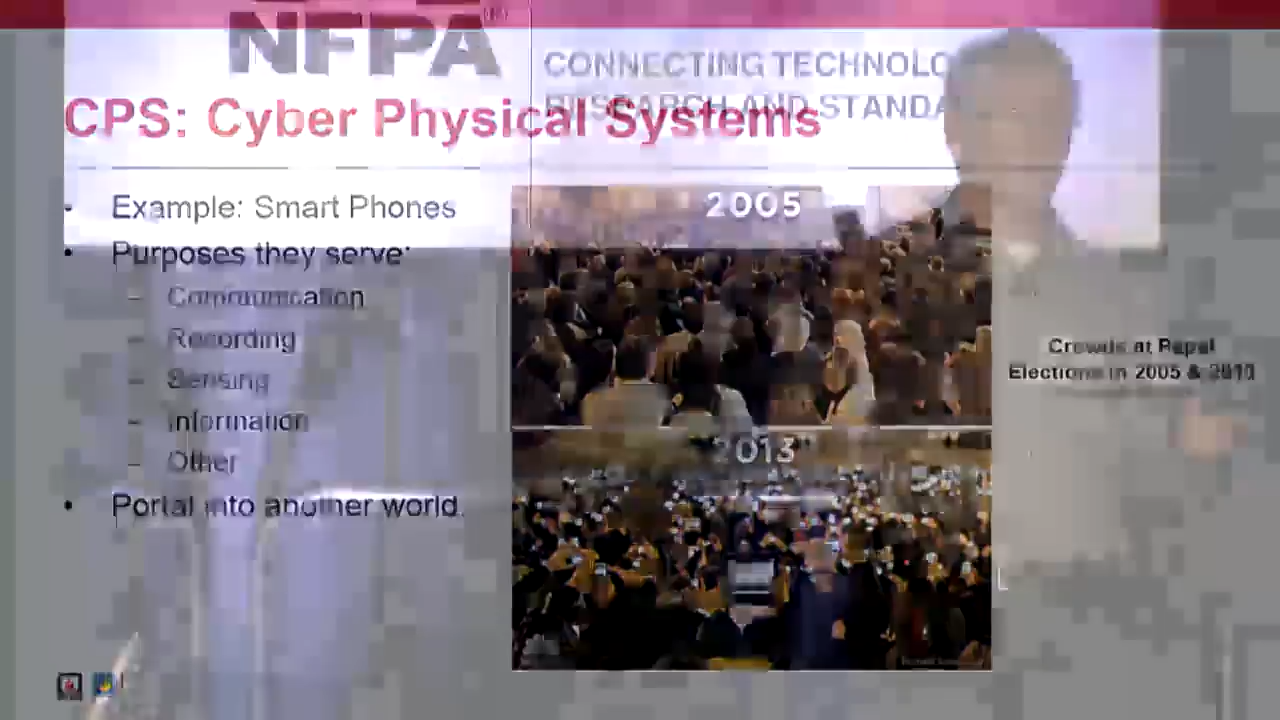 NFPA
CONNECTING TECHNOLO
RESEARCH AND STANDA
CPS: Cyber Physical Systems
• Example: Smart Phones
• Purposes they serve:
– Communication
– Recording
– Sensing
– Information
– Other
• Portal into another world.
2005
2013
Crowds at Papal
Elections in 2005 & 2013